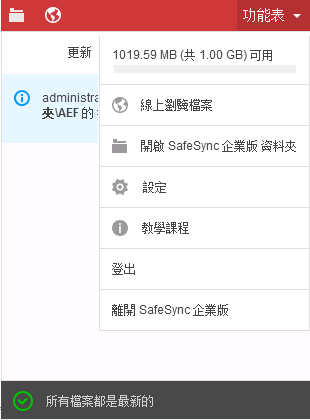 功能表
更新
1019.59 MB (共 1.00 GB) 可用
administra
夾\AEF 的
線上瀏覽檔案
開啟 SafeSync 企業版 資料夾
設定
教學課程
登出
離開 SafeSync 企業版
所有檔案都是最新的